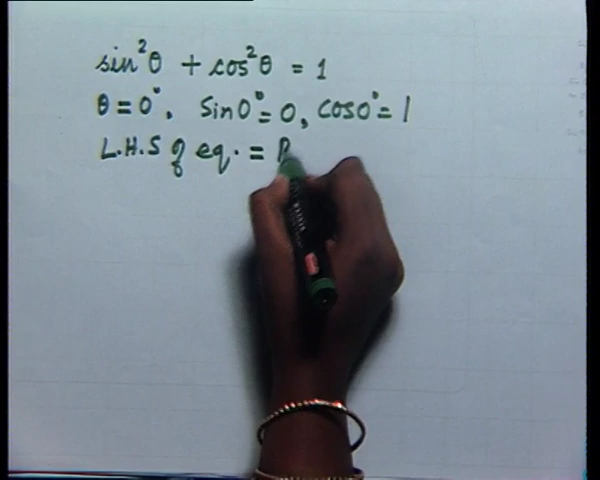 sin²θ + cos²θ = 1
θ = 0°, Sin0° = 0, cos0° = 1
L.H.S of eq. =